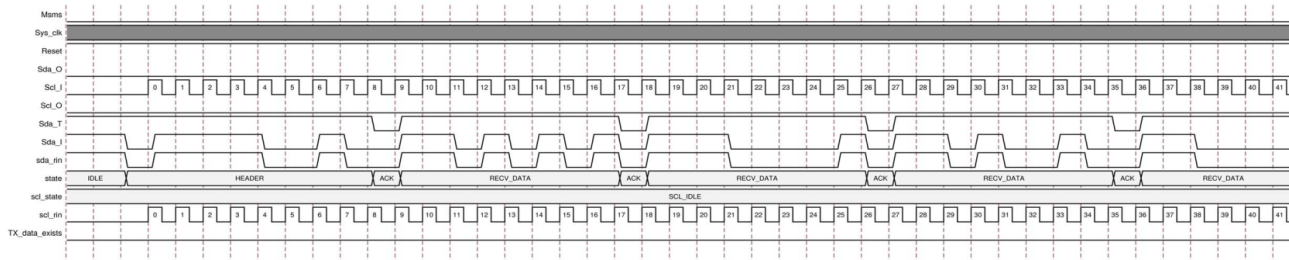 Msms
Sys_clk
Reset
Sda_O
Scl_I 0 1 2 3 4 5 6 7 8 9 10 11 12 13 14 15 16 17 18 19 20 21 22 23 24 25 26 27 28 29 30 31 32 33 34 35 36 37 38 39 40 41
Scl_O
Sda_T
Sda_I
sda_rin
state IDLE HEADER ACK RECV_DATA ACK RECV_DATA ACK RECV_DATA ACK RECV_DATA
scl_state SCL_IDLE
scl_rin 0 1 2 3 4 5 6 7 8 9 10 11 12 13 14 15 16 17 18 19 20 21 22 23 24 25 26 27 28 29 30 31 32 33 34 35 36 37 38 39 40 41
TX_data_exists